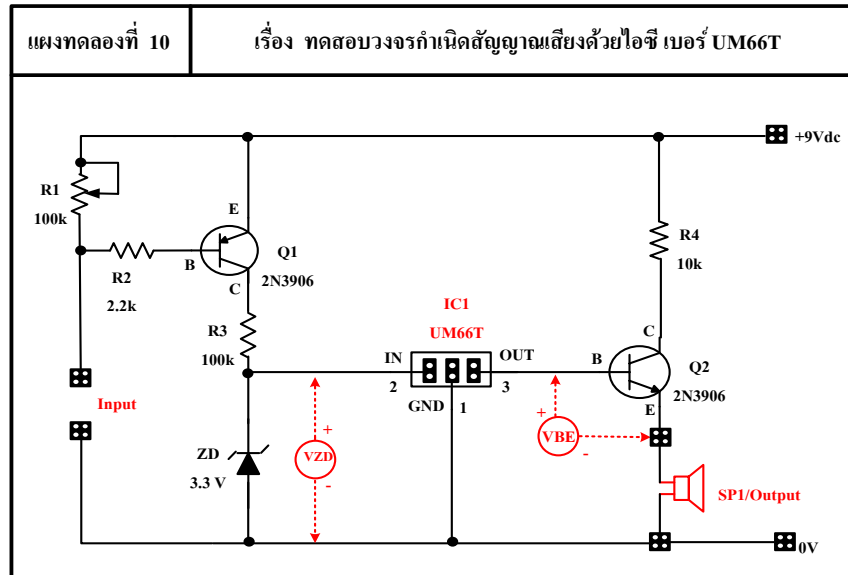 แผงทดลองที่ 10
เรื่อง ทดสอบวงจรกำเนิดสัญญาณเสียงด้วยไอซี เบอร์ UM66T
+9Vdc
R1
100k
E
B
Q1
2N3906
C
R2
2.2k
R3
100k
R4
10k
IC1
UM66T
IN
OUT
2
3
GND
1
C
B
Q2
2N3906
E
Input
+
VZD
-
+
VBE
-
ZD
3.3 V
SP1/Output
0V